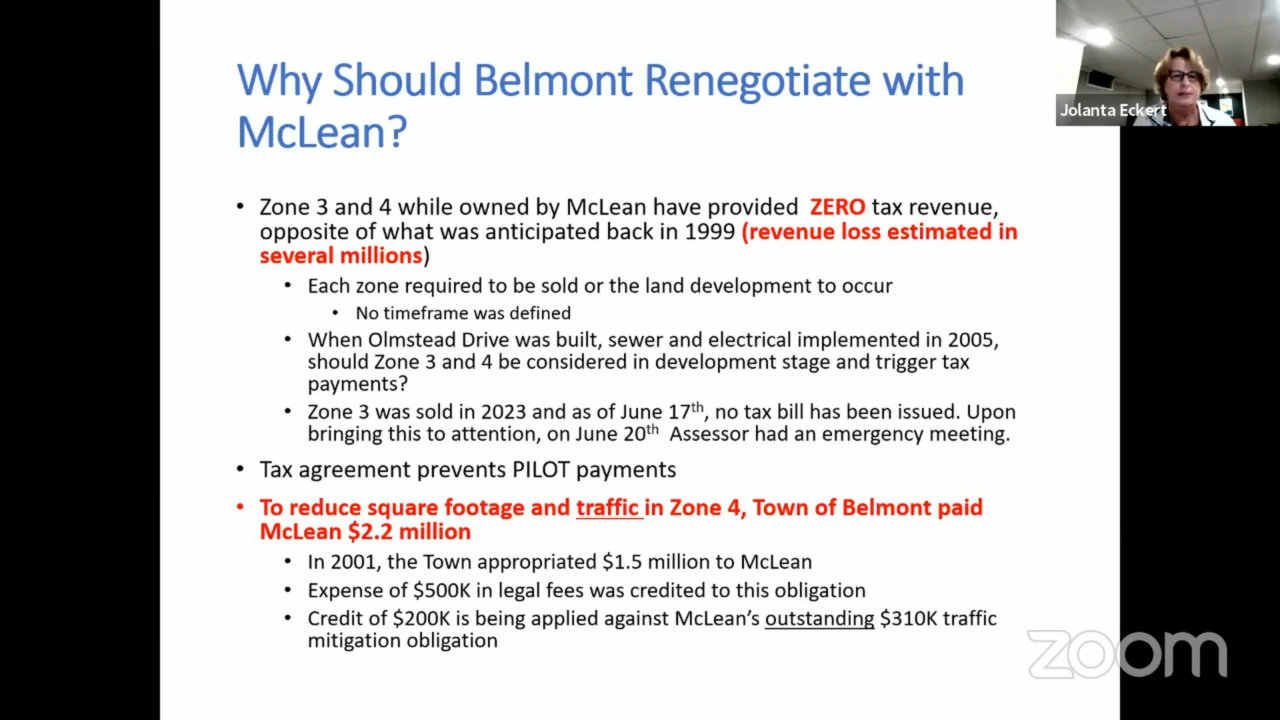 Why Should Belmont Renegotiate with
McLean?
Jolanta Eckert
• Zone 3 and 4 while owned by McLean have provided ZERO tax revenue,
opposite of what was anticipated back in 1999 (revenue loss estimated in
several millions)
• Each zone required to be sold or the land development to occur
• No timeframe was defined
• When Olmstead Drive was built, sewer and electrical implemented in 2005,
should Zone 3 and 4 be considered in development stage and trigger tax
payments?
• Zone 3 was sold in 2023 and as of June 17th, no tax bill has been issued. Upon
bringing this to attention, on June 20th Assessor had an emergency meeting.
• Tax agreement prevents PILOT payments
• To reduce square footage and traffic in Zone 4, Town of Belmont paid
McLean $2.2 million
• In 2001, the Town appropriated $1.5 million to McLean
• Expense of $500K in legal fees was credited to this obligation
• Credit of $200K is being applied against McLean’s outstanding $310K traffic
mitigation obligation
zoom